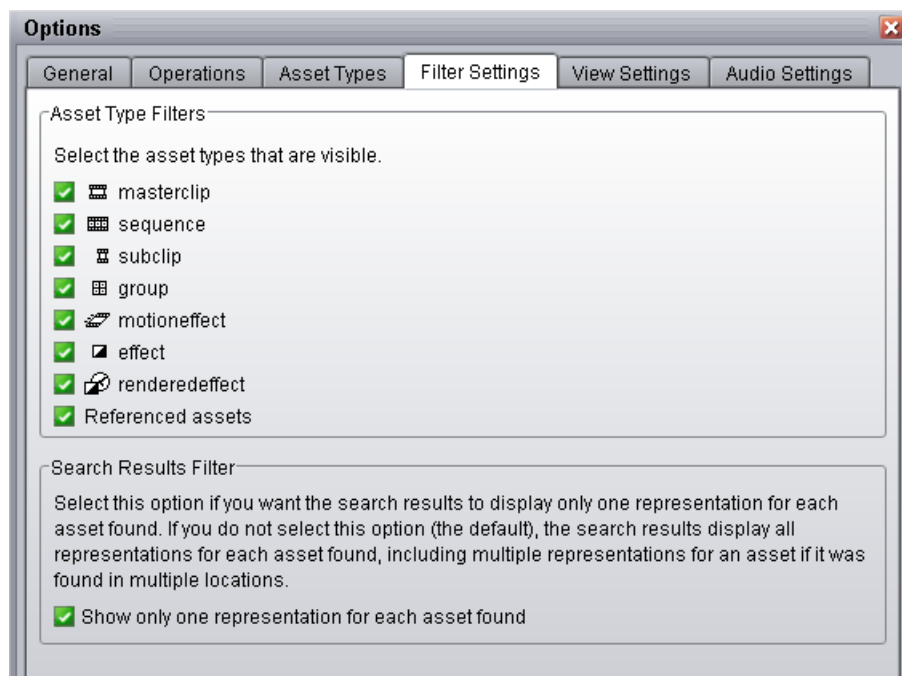 Options
General Operations Asset Types Filter Settings View Settings Audio Settings
Asset Type Filters
Select the asset types that are visible.
masterclip
sequence
subclip
group
motioneffect
effect
renderedeffect
Referenced assets
Search Results Filter
Select this option if you want the search results to display only one representation for each
asset found. If you do not select this option (the default), the search results display all
representations for each asset found, including multiple representations for an asset if it was
found in multiple locations.
Show only one representation for each asset found